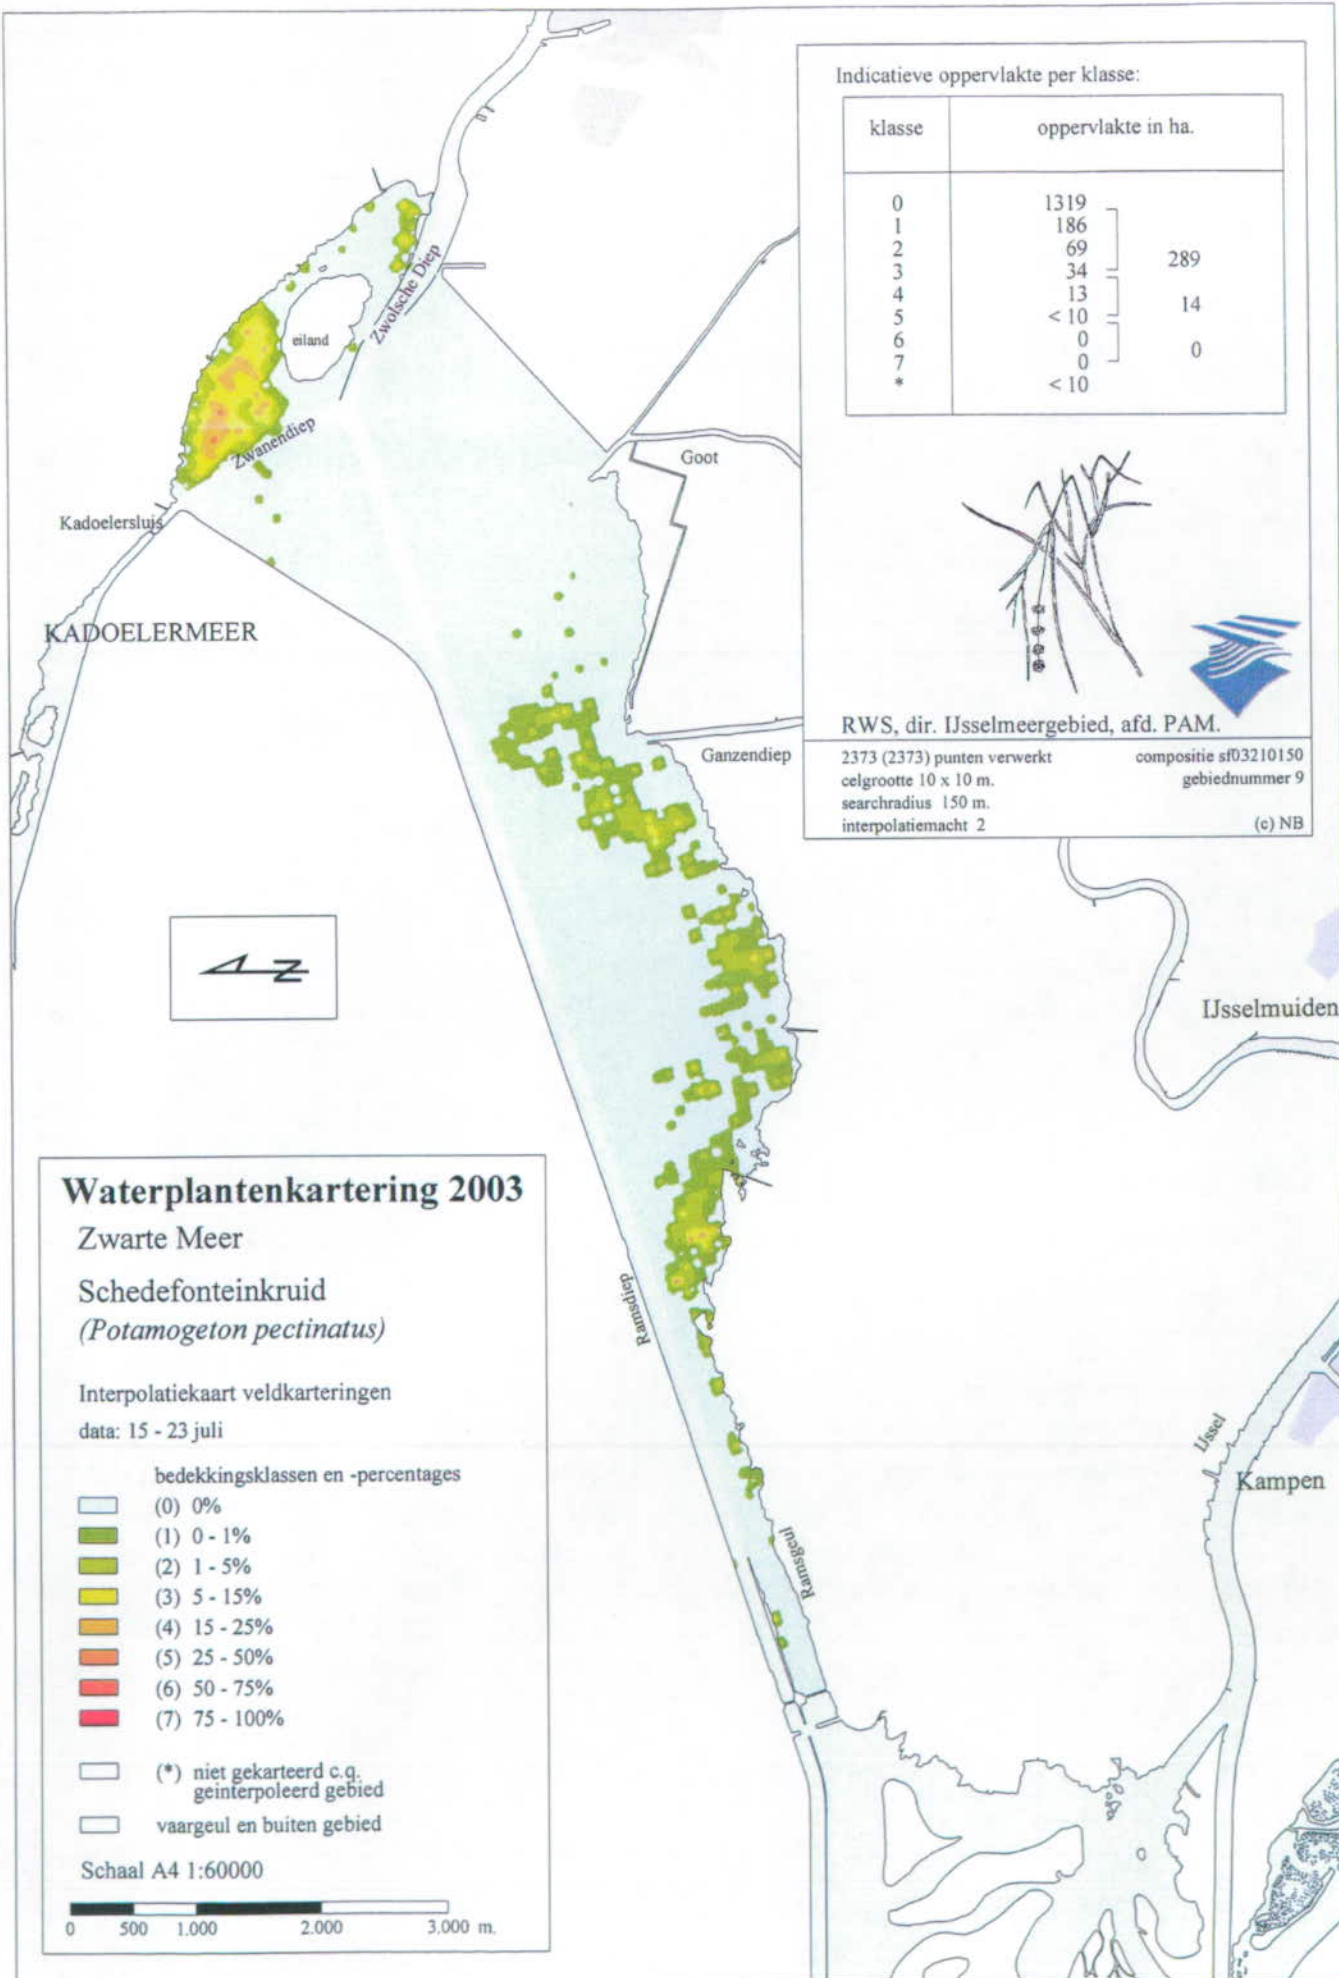 Indicatieve oppervlakte per klasse:
klasse oppervlakte in ha.
0 1319
1 186
2 69
3 34
289
4 13
5 < 10
14
6 0
7 0
0
* < 10
RWS, dir. IJsselmeergebied, afd. PAM.
2373 (2373) punten verwerkt compositie sf03210150
celgrootte 10 x 10 m. gebiednummer 9
searchradius 150 m.
interpolatiemacht 2 (c) NB
Zwolsche Diep
eiland
Zwanendiep
Goot
Kadoelersluis
KADOELERMEER
Ganzendiep
N
IJsselmuiden
Ramsdiep
IJssel
Kampen
Ramsgeul
Waterplantenkartering 2003
Zwarte Meer
Schedefonteinkruid
(Potamogeton pectinatus)
Interpolatiekaart veldkarteringen
data: 15 - 23 juli
bedekkingsklassen en -percentages
(0) 0%
(1) 0 - 1%
(2) 1 - 5%
(3) 5 - 15%
(4) 15 - 25%
(5) 25 - 50%
(6) 50 - 75%
(7) 75 - 100%
(*) niet gekarteerd c.q.
geinterpoleerd gebied
vaargeul en buiten gebied
Schaal A4 1:60000
0 500 1.000 2.000 3.000 m.